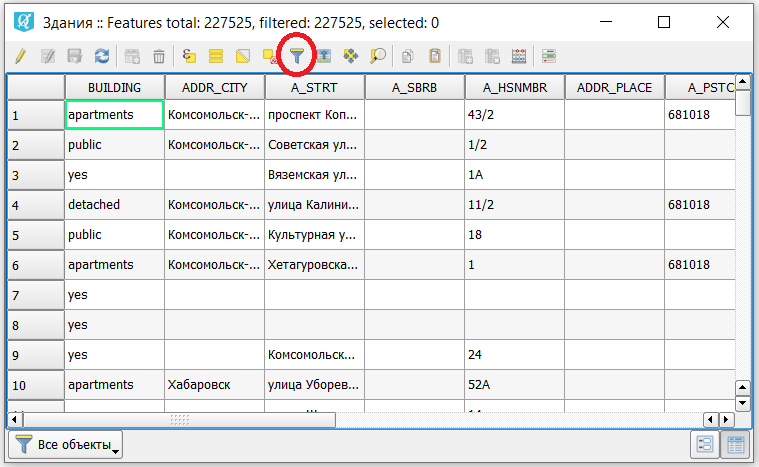 Здания :: Features total: 227525, filtered: 227525, selected: 0
BUILDING ADDR_CITY A_STRT A_SBRB A_HSNMBR ADDR_PLACE A_PSTC
1 apartments Комсомольск-... проспект Коп... 43/2 681018
2 public Комсомольск-... Советская ул... 1/2
3 yes Вяземская ул... 1А
4 detached Комсомольск-... улица Калини... 11/2 681018
5 public Комсомольск-... Культурная у... 18
6 apartments Комсомольск-... Хетагуровска... 1 681018
7 yes
8 yes
9 yes Комсомольск... 24
10 apartments Хабаровск улица Уборев... 52А
Все объекты